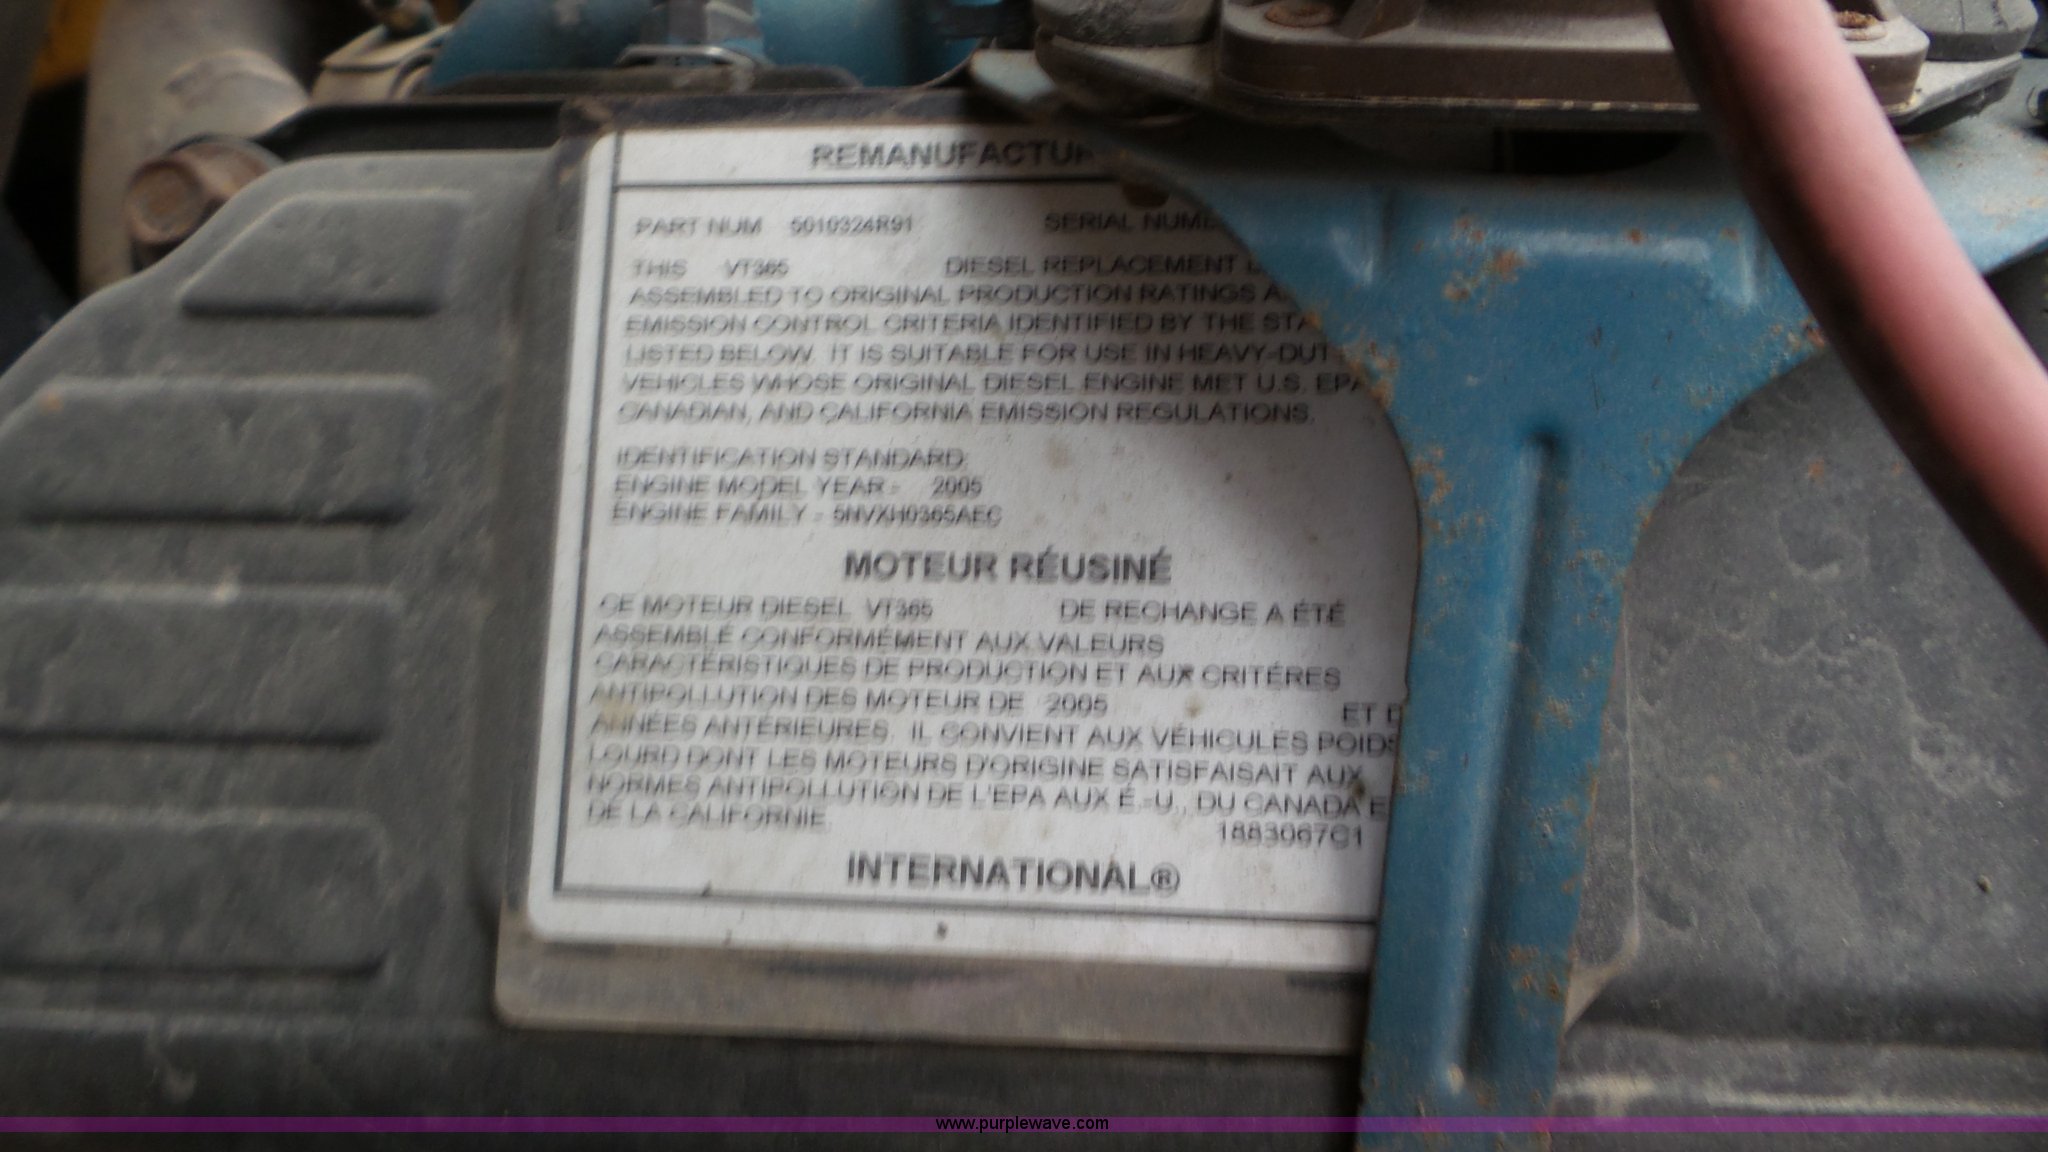 REMANUFACTUR
PART NUM 5010324R91 SERIAL NUM
THIS VT365 DIESEL REPLACEMENT
ASSEMBLED TO ORIGINAL PRODUCTION RATINGS A
EMISSION CONTROL CRITERIA IDENTIFIED BY THE STA
LISTED BELOW. IT IS SUITABLE FOR USE IN HEAVY-DUT
VEHICLES WHOSE ORIGINAL DIESEL ENGINE MET U.S. EPA
CANADIAN, AND CALIFORNIA EMISSION REGULATIONS.
IDENTIFICATION STANDARD:
ENGINE MODEL YEAR - 2005
ENGINE FAMILY - 5NVXH0365AEC
MOTEUR RÉUSINÉ
CE MOTEUR DIESEL VT365 DE RECHANGE A ÉTÉ
ASSEMBLÉ CONFORMÉMENT AUX VALEURS
CARACTÉRISTIQUES DE PRODUCTION ET AUX CRITÉRES
ANTIPOLLUTION DES MOTEUR DE 2005 ET D
ANNÉES ANTÉRIEURES. IL CONVIENT AUX VÉHICULES POIDS
LOURD DONT LES MOTEURS D'ORIGINE SATISFAISAIT AUX
NORMES ANTIPOLLUTION DE L'EPA AUX É.-U., DU CANADA E
DE LA CALIFORNIE
1883067C1
INTERNATIONAL®
www.purplewave.com